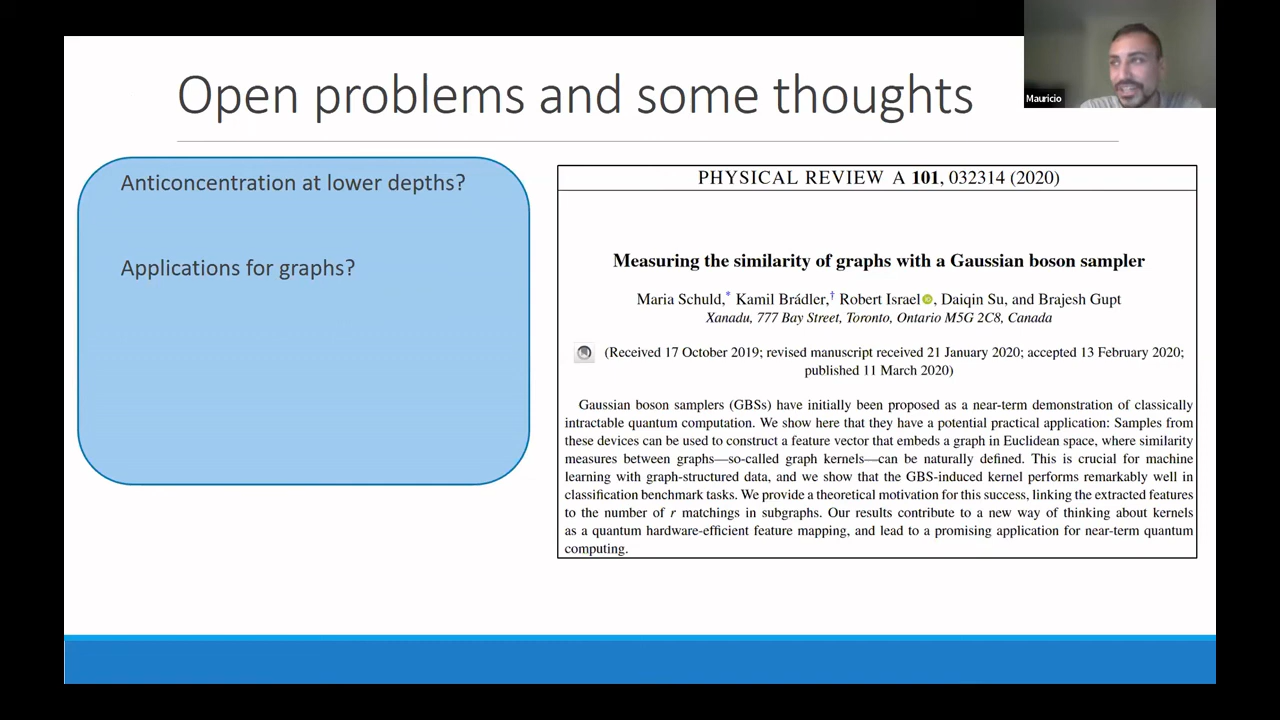 Open problems and some thoughts
Mauricio
Anticoncentration at lower depths?
Applications for graphs?
PHYSICAL REVIEW A 101, 032314 (2020)
Measuring the similarity of graphs with a Gaussian boson sampler
Maria Schuld,* Kamil Brádler,† Robert Israel, Daiqin Su, and Brajesh Gupt
Xanadu, 777 Bay Street, Toronto, Ontario M5G 2C8, Canada
(Received 17 October 2019; revised manuscript received 21 January 2020; accepted 13 February 2020;
published 11 March 2020)
Gaussian boson samplers (GBSs) have initially been proposed as a near-term demonstration of classically
intractable quantum computation. We show here that they have a potential practical application: Samples from
these devices can be used to construct a feature vector that embeds a graph in Euclidean space, where similarity
measures between graphs—so-called graph kernels—can be naturally defined. This is crucial for machine
learning with graph-structured data, and we show that the GBS-induced kernel performs remarkably well in
classification benchmark tasks. We provide a theoretical motivation for this success, linking the extracted features
to the number of r matchings in subgraphs. Our results contribute to a new way of thinking about kernels
as a quantum hardware-efficient feature mapping, and lead to a promising application for near-term quantum
computing.